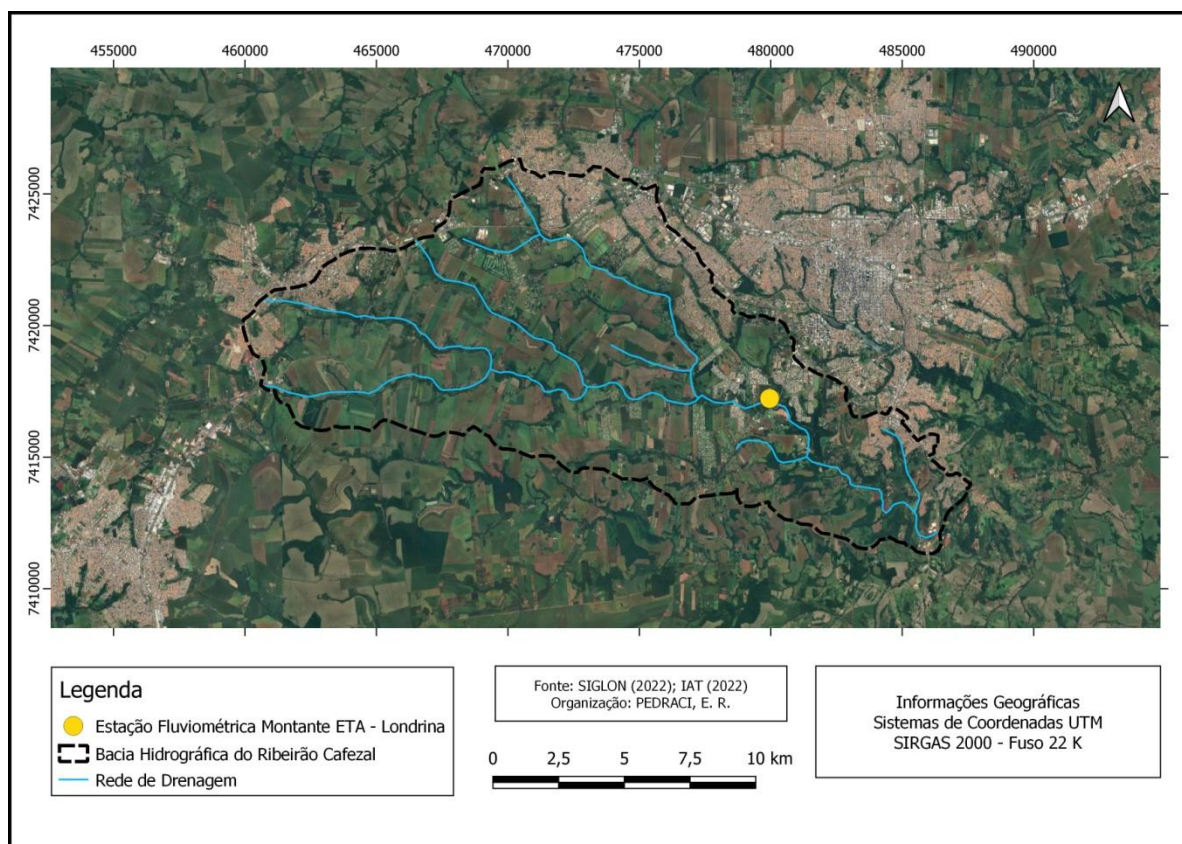 455000 460000 465000 470000 475000 480000 485000 490000
7425000
7420000
7415000
7410000
Legenda
Estação Fluviométrica Montante ETA - Londrina
Bacia Hidrográfica do Ribeirão Cafezal
Rede de Drenagem
Fonte: SIGLON (2022); IAT (2022)
Organização: PEDRACI, E. R.
0 2,5 5 7,5 10 km
Informações Geográficas
Sistemas de Coordenadas UTM
SIRGAS 2000 - Fuso 22 K